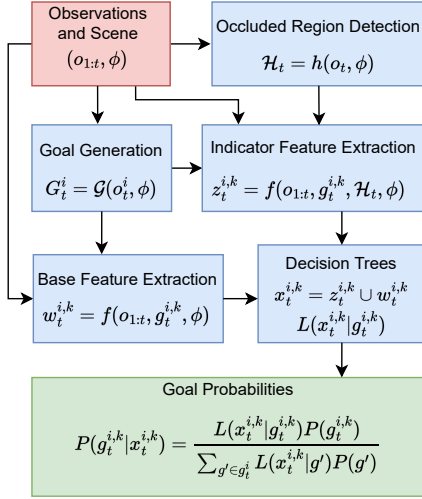 Observations
and Scene
(o_{1:t}, ϕ)
Occluded Region Detection
ℋ_t = h(o_t, ϕ)
Goal Generation
G_t^i = 𝒢(o_t^i, ϕ)
Indicator Feature Extraction
z_t^{i,k} = f(o_{1:t}, g_t^{i,k}, ℋ_t, ϕ)
Base Feature Extraction
w_t^{i,k} = f(o_{1:t}, g_t^{i,k}, ϕ)
Decision Trees
x_t^{i,k} = z_t^{i,k} ∪ w_t^{i,k}
L(x_t^{i,k}|g_t^{i,k})
Goal Probabilities
P(g_t^{i,k}|x_t^{i,k}) = \frac{L(x_t^{i,k}|g_t^{i,k})P(g_t^{i,k})}{\sum_{g'∈g_t^i} L(x_t^{i,k}|g')P(g')}